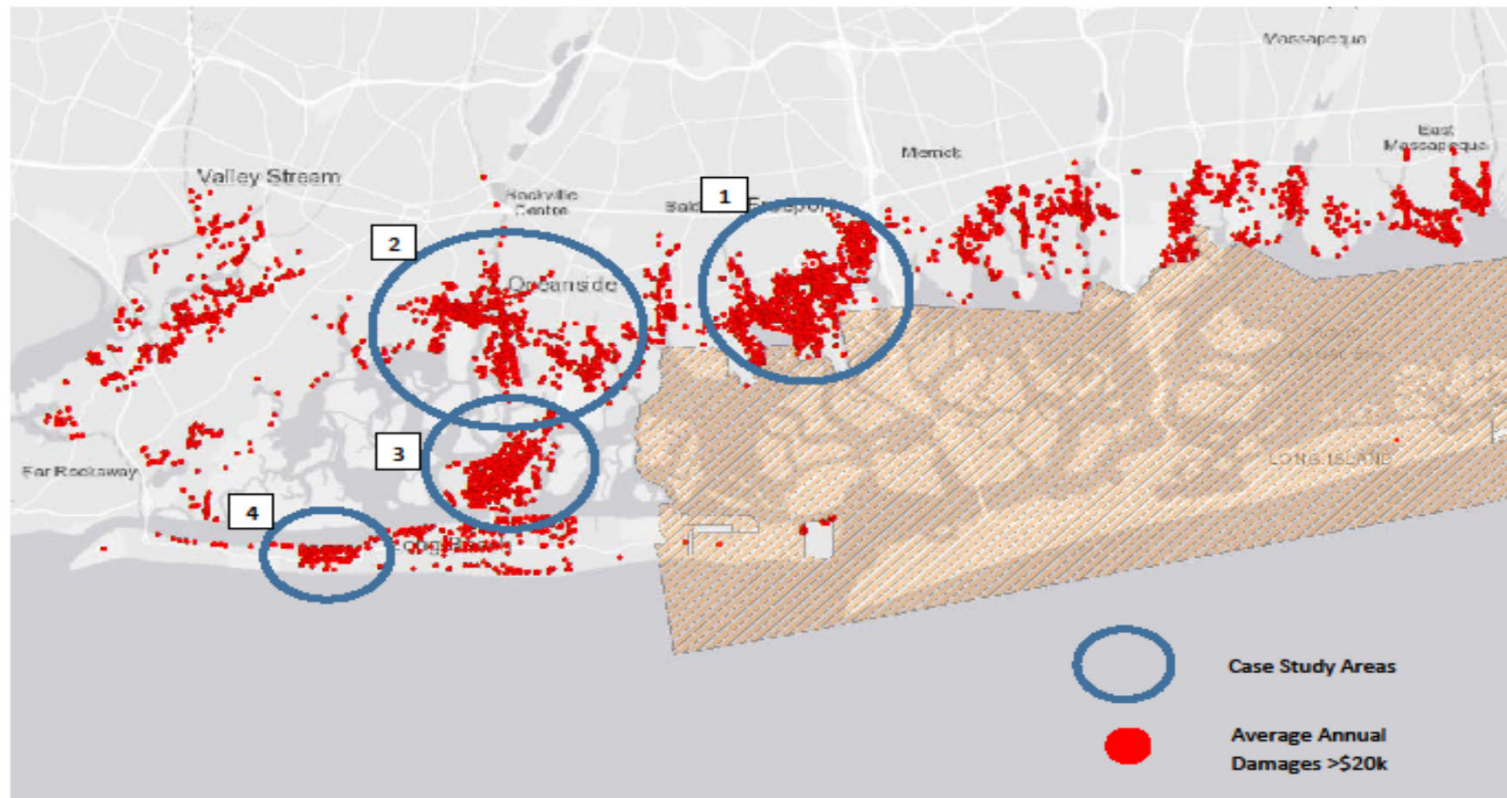 Massapequa
Merrick
East
Massapequa
Valley Stream
Rockville
Centre
1
2
Oceanside
3
Far Rockaway
LONG ISLAND
4
Case Study Areas
Average Annual
Damages >$20k